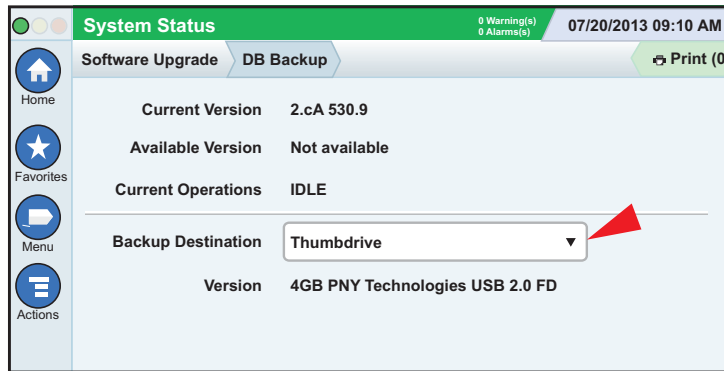 System Status
0 Warning(s)
0 Alarms(s)
07/20/2013 09:10 AM
Software Upgrade
DB Backup
Print (0
Home
Favorites
Menu
Actions
Current Version 2.cA 530.9
Available Version Not available
Current Operations IDLE
Backup Destination Thumbdrive
Version 4GB PNY Technologies USB 2.0 FD